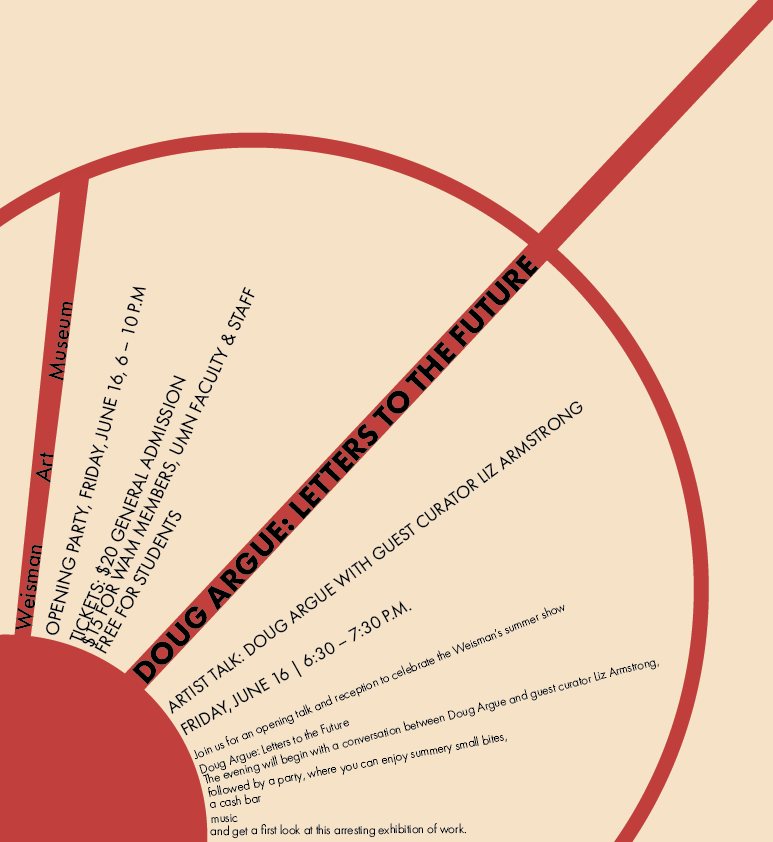 Weisman Art Museum
OPENING PARTY, FRIDAY, JUNE 16, 6 – 10 P.M
TICKETS: $20 GENERAL ADMISSION
$15 FOR WAM MEMBERS, UMN FACULTY & STAFF
FREE FOR STUDENTS
DOUG ARGUE: LETTERS TO THE FUTURE
ARTIST TALK: DOUG ARGUE WITH GUEST CURATOR LIZ ARMSTRONG
FRIDAY, JUNE 16 | 6:30 – 7:30 P.M.
Join us for an opening talk and reception to celebrate the Weisman's summer show
Doug Argue: Letters to the Future
The evening will begin with a conversation between Doug Argue and guest curator Liz Armstrong,
followed by a party, where you can enjoy summery small bites,
a cash bar
music
and get a first look at this arresting exhibition of work.